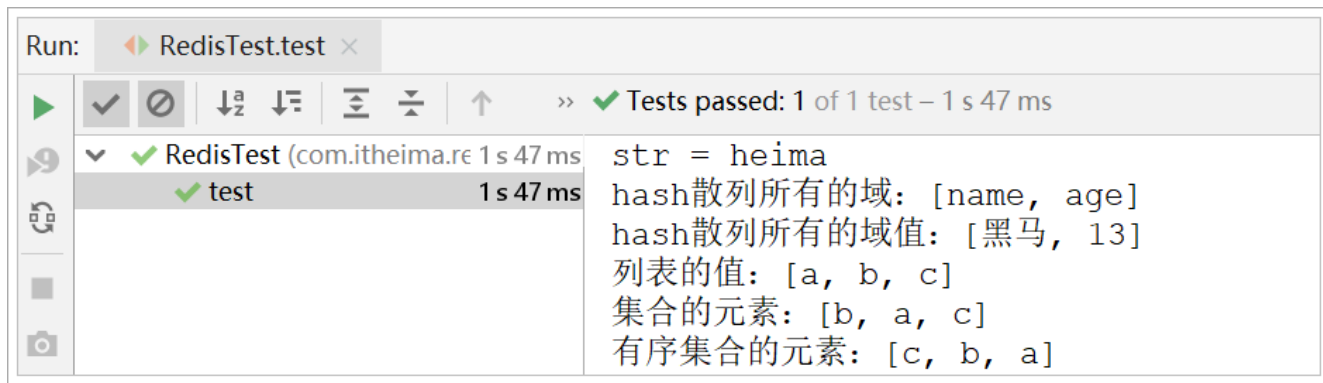 Run: RedisTest.test
Tests passed: 1 of 1 test – 1 s 47 ms
RedisTest (com.itheima.re 1 s 47 ms
test 1 s 47 ms
str = heima
hash散列所有的域: [name, age]
hash散列所有的域值: [黑马, 13]
列表的值: [a, b, c]
集合的元素: [b, a, c]
有序集合的元素: [c, b, a]